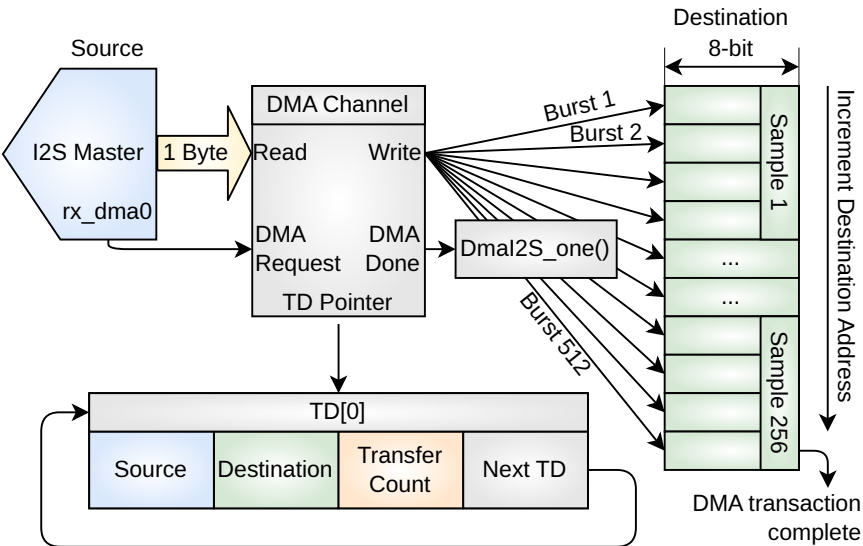 Destination
Source
8-bit
DMA Channel
Burst 1
Burst 2
I2S Master
1 Byte
Read
Write
Sample 1
Increment Destination Address
rx_dma0
DMA
Request
DMA
Done
DmaI2S_one()
...
...
TD Pointer
Burst 512
Sample 256
TD[0]
Source
Destination
Transfer
Count
Next TD
DMA transaction
complete